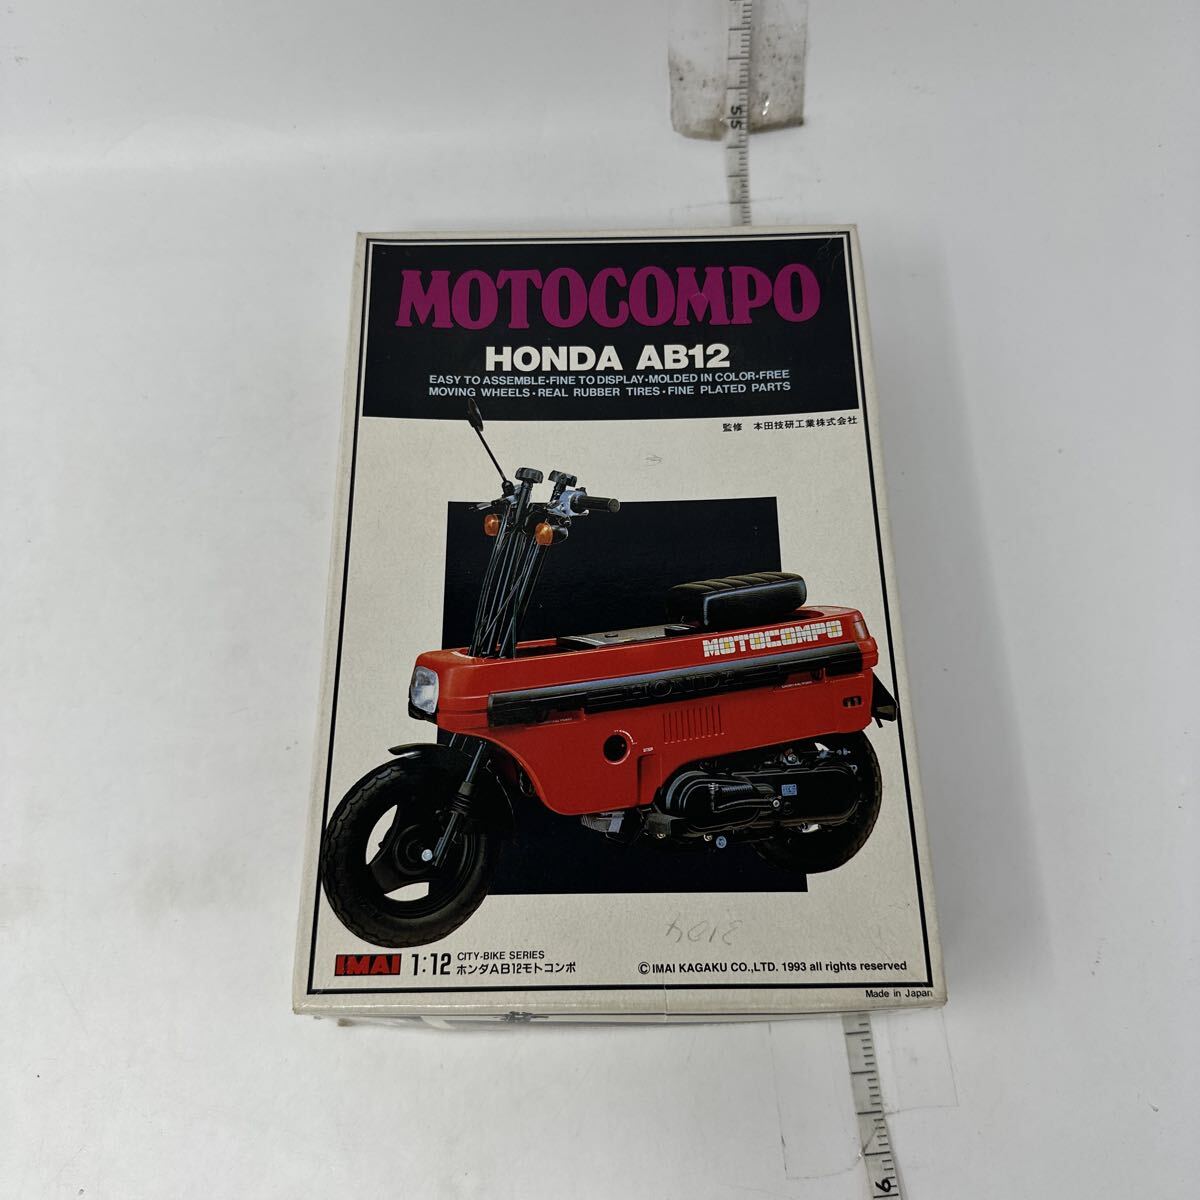 55
MOTOCOMPO
HONDA AB12
EASY TO ASSEMBLE•FINE TO DISPLAY•MOLDED IN COLOR•FREE
MOVING WHEELS•REAL RUBBER TIRES•FINE PLATED PARTS
監修 本田技研工業株式会社
MOTOCOMPO
HONDA
IMAI 1:12 CITY-BIKE SERIES
ホンダAB12モトコンポ
© IMAI KAGAKU CO.,LTD. 1993 all rights reserved
Made in Japan
6